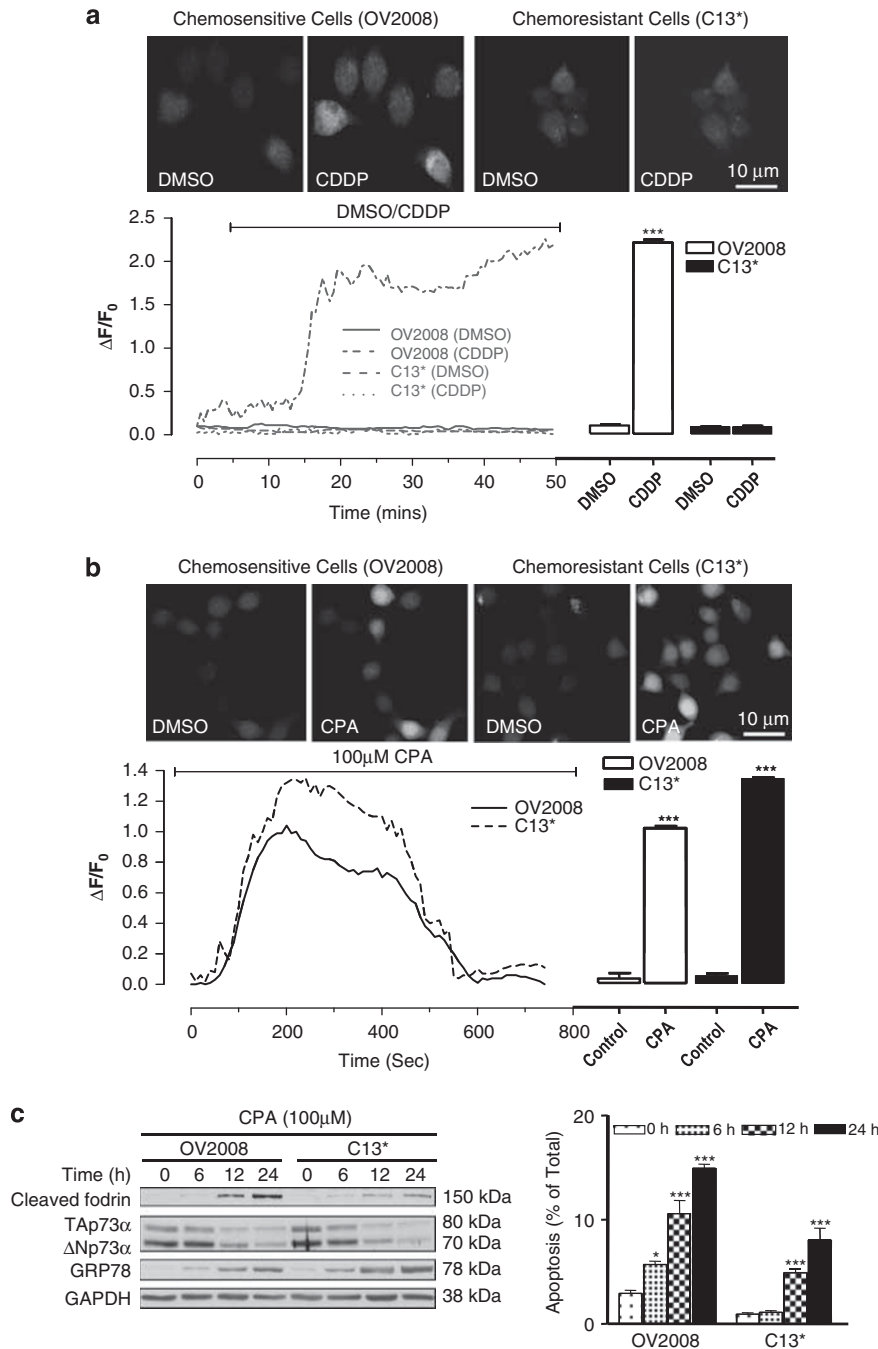 a
Chemosensitive Cells (OV2008)
Chemoresistant Cells (C13*)
DMSO
CDDP
DMSO
CDDP
10 μm
DMSO/CDDP
2.5
2.0
1.5
1.0
0.5
0.0
ΔF/F0
OV2008 (DMSO)
OV2008 (CDDP)
C13* (DMSO)
C13* (CDDP)
0 10 20 30 40 50
Time (mins)
***
OV2008
C13*
DMSO
CDDP
DMSO
CDDP
b
Chemosensitive Cells (OV2008)
Chemoresistant Cells (C13*)
DMSO
CPA
DMSO
CPA
10 μm
100μM CPA
1.4
1.2
1.0
0.8
0.6
0.4
0.2
0.0
ΔF/F0
OV2008
C13*
0 200 400 600 800
Time (Sec)
OV2008
C13*
***
***
Control
CPA
Control
CPA
c
CPA (100μM)
OV2008 C13*
Time (h) 0 6 12 24 0 6 12 24
Cleaved fodrin 150 kDa
TAp73α 80 kDa
ΔNp73α 70 kDa
GRP78 78 kDa
GAPDH 38 kDa
20
10
0
Apoptosis (% of Total)
0 h 6 h 12 h 24 h
*
***
***
***
***
OV2008 C13*